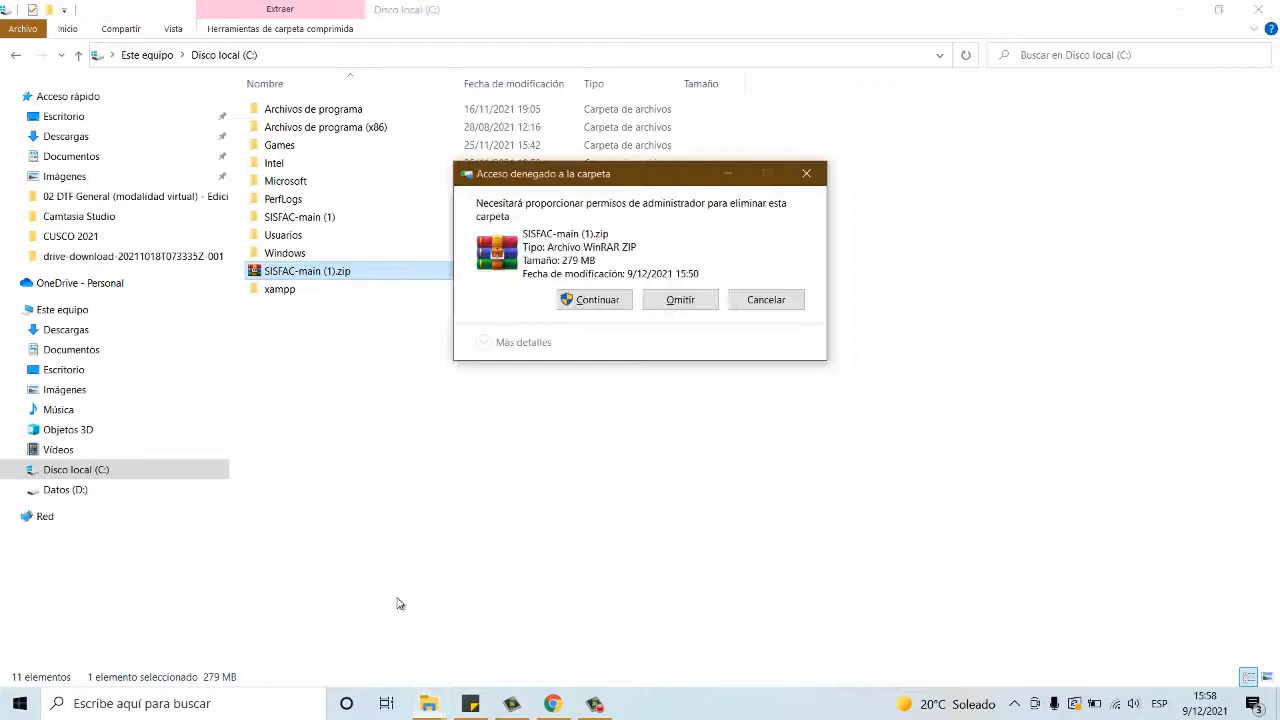 Extraer
Disco local (C:)
Archivo
Inicio
Compartir
Vista
Herramientas de carpeta comprimida
Este equipo
Disco local (C:)
Buscar en Disco local (C:)
Nombre
Fecha de modificación
Tipo
Tamaño
Acceso rápido
Escritorio
Descargas
Documentos
Imágenes
02 DTF General (modalidad virtual) - Edici
Camtasia Studio
CUSCO 2021
drive-download-20211018T073335Z-001
OneDrive - Personal
Este equipo
Descargas
Documentos
Escritorio
Imágenes
Música
Objetos 3D
Vídeos
Disco local (C:)
Datos (D:)
Red
Archivos de programa 16/11/2021 19:05 Carpeta de archivos
Archivos de programa (x86) 28/08/2021 12:16 Carpeta de archivos
Games 25/11/2021 15:42 Carpeta de archivos
Intel
Microsoft
PerfLogs
SISFAC-main (1)
Usuarios
Windows
SISFAC-main (1).zip
xampp
Acceso denegado a la carpeta
Necesitará proporcionar permisos de administrador para eliminar esta
carpeta
SISFAC-main (1).zip
Tipo: Archivo WinRAR ZIP
Tamaño: 279 MB
Fecha de modificación: 9/12/2021 15:50
Continuar
Omitir
Cancelar
Más detalles
11 elementos
1 elemento seleccionado 279 MB
Escribe aquí para buscar
20°C Soleado
ESP
15:58
9/12/2021
3